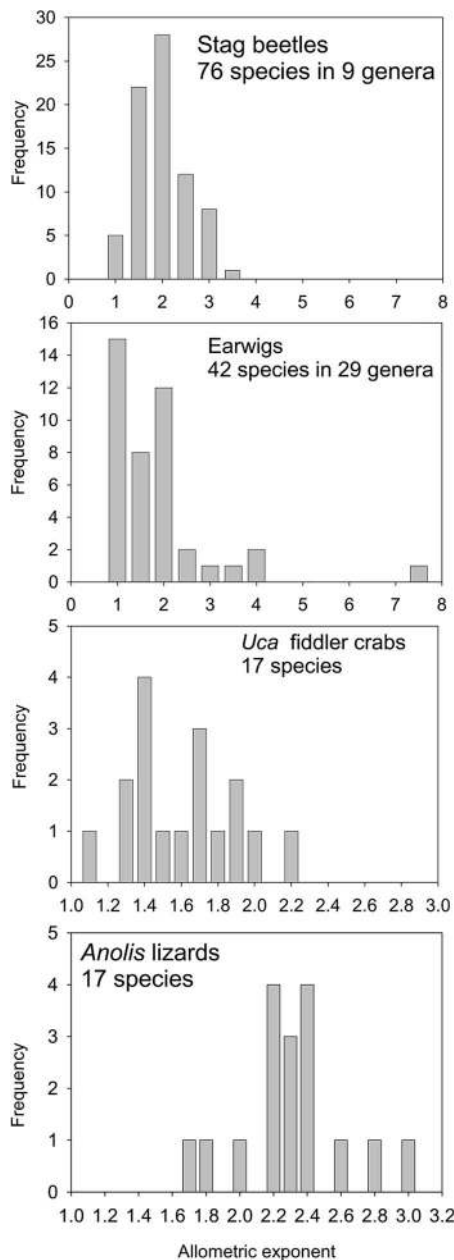 30
25
20
15
10
5
0
Frequency
Stag beetles
76 species in 9 genera
0 1 2 3 4 5 6 7 8
16
14
12
10
8
6
4
2
0
Frequency
Earwigs
42 species in 29 genera
0 1 2 3 4 5 6 7 8
5
4
3
2
1
0
Frequency
Uca fiddler crabs
17 species
1.0 1.2 1.4 1.6 1.8 2.0 2.2 2.4 2.6 2.8 3.0
5
4
3
2
1
0
Frequency
Anolis lizards
17 species
1.0 1.2 1.4 1.6 1.8 2.0 2.2 2.4 2.6 2.8 3.0 3.2
Allometric exponent